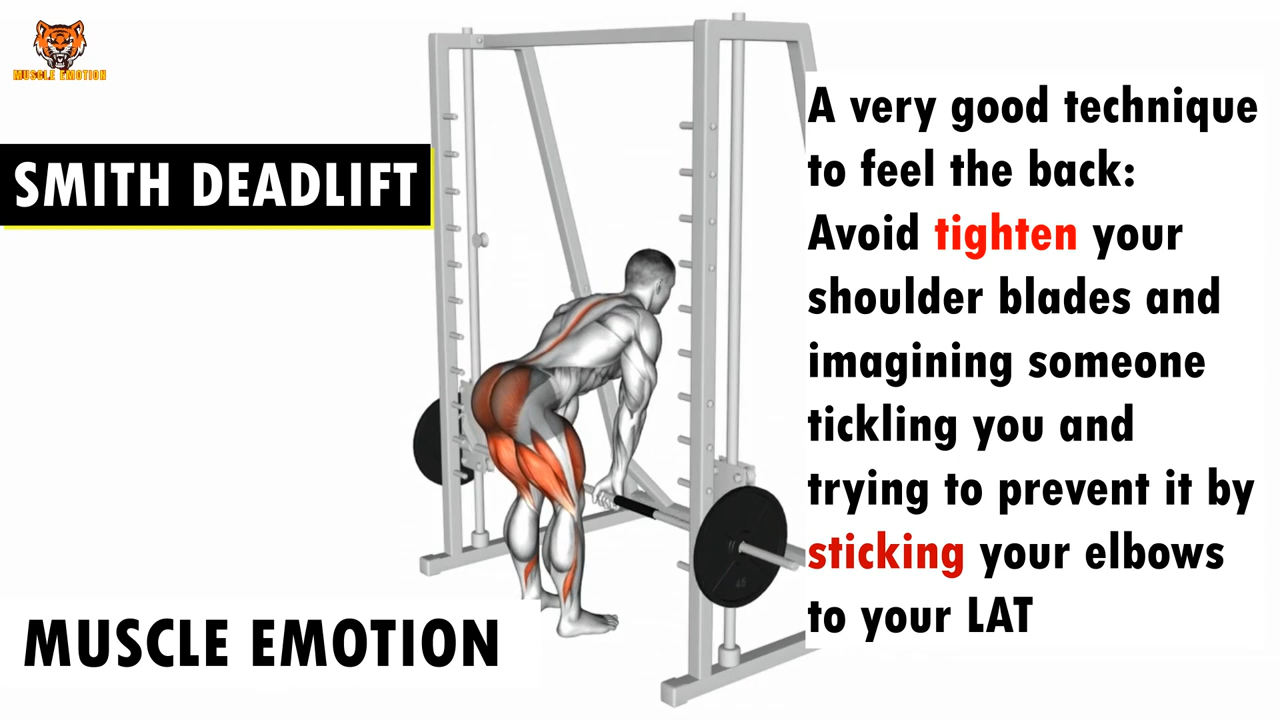 MUSCLE EMOTION
SMITH DEADLIFT
A very good technique
to feel the back:
Avoid tighten your
shoulder blades and
imagining someone
tickling you and
trying to prevent it by
sticking your elbows
to your LAT
45
MUSCLE EMOTION